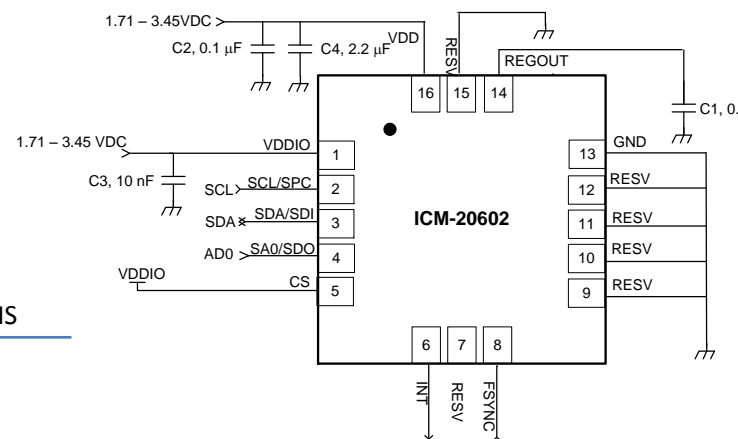 1.71 – 3.45VDC
C2, 0.1 μF
C4, 2.2 μF
VDD
RESV
REGOUT
C1, 0.
16
15
14
1.71 – 3.45 VDC
VDDIO
C3, 10 nF
1
SCL
SCL/SPC
2
SDA
SDA/SDI
3
AD0
SA0/SDO
4
VDDIO
CS
5
ICM-20602
13
GND
12
RESV
11
RESV
10
RESV
9
RESV
6
7
8
INT
RESV
FSYNC